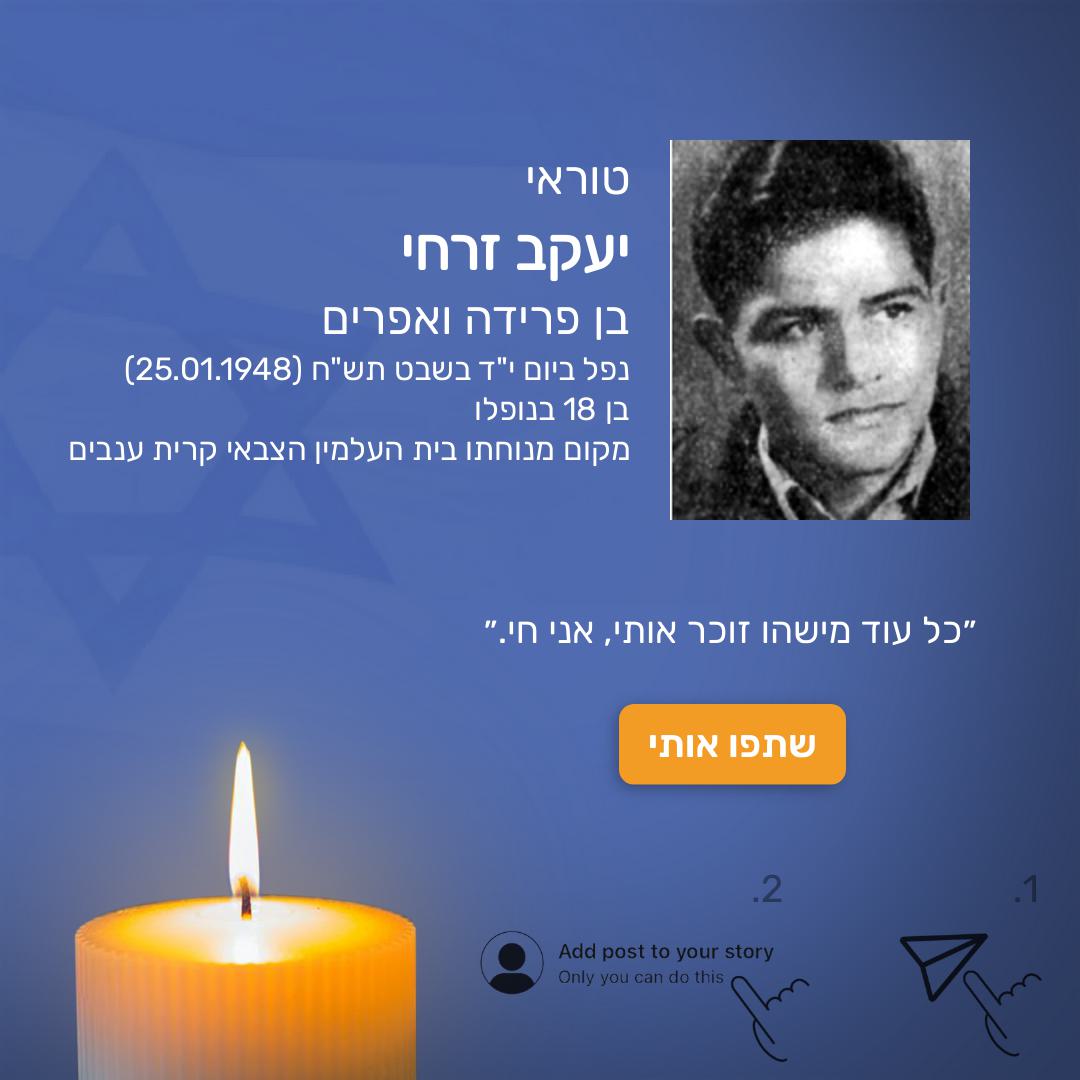 טוראי
יעקב זרחי
בן פרידה ואפרים
נפל ביום י"ד בשבט תש"ח (25.01.1948)
בן 18 בנופלו
מקום מנוחתו בית העלמין הצבאי קרית ענבים
״כל עוד מישהו זוכר אותי, אני חי.״
שתפו אותי
1.
2.
Add post to your story
Only you can do this